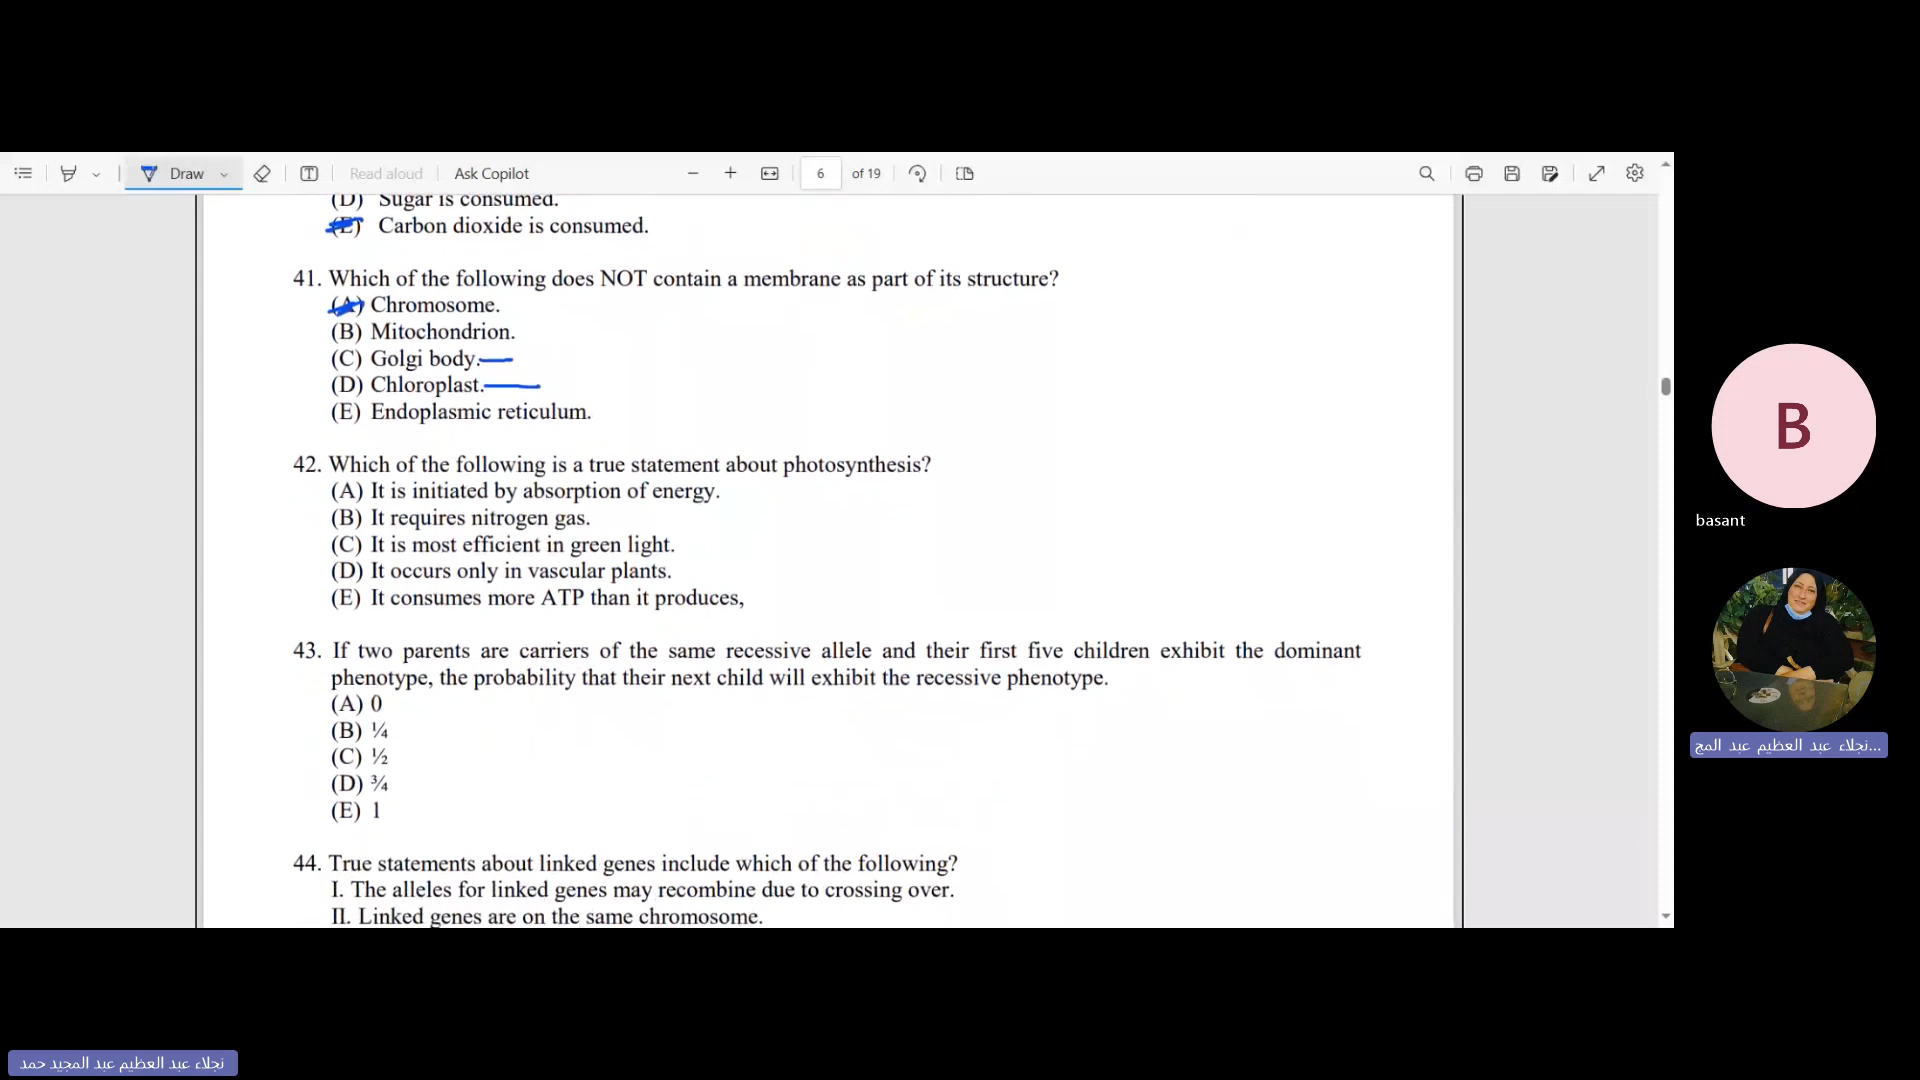 Draw
Read aloud
Ask Copilot
6
of 19
(D) Sugar is consumed.
(E) Carbon dioxide is consumed.
41. Which of the following does NOT contain a membrane as part of its structure?
(A) Chromosome.
(B) Mitochondrion.
(C) Golgi body.
(D) Chloroplast.
(E) Endoplasmic reticulum.
42. Which of the following is a true statement about photosynthesis?
(A) It is initiated by absorption of energy.
(B) It requires nitrogen gas.
(C) It is most efficient in green light.
(D) It occurs only in vascular plants.
(E) It consumes more ATP than it produces,
43. If two parents are carriers of the same recessive allele and their first five children exhibit the dominant
phenotype, the probability that their next child will exhibit the recessive phenotype.
(A) 0
(B) ¼
(C) ½
(D) ¾
(E) 1
44. True statements about linked genes include which of the following?
I. The alleles for linked genes may recombine due to crossing over.
II. Linked genes are on the same chromosome.
B
basant
نجلاء عبد العظيم عبد المج...
نجلاء عبد العظيم عبد المجيد حمد